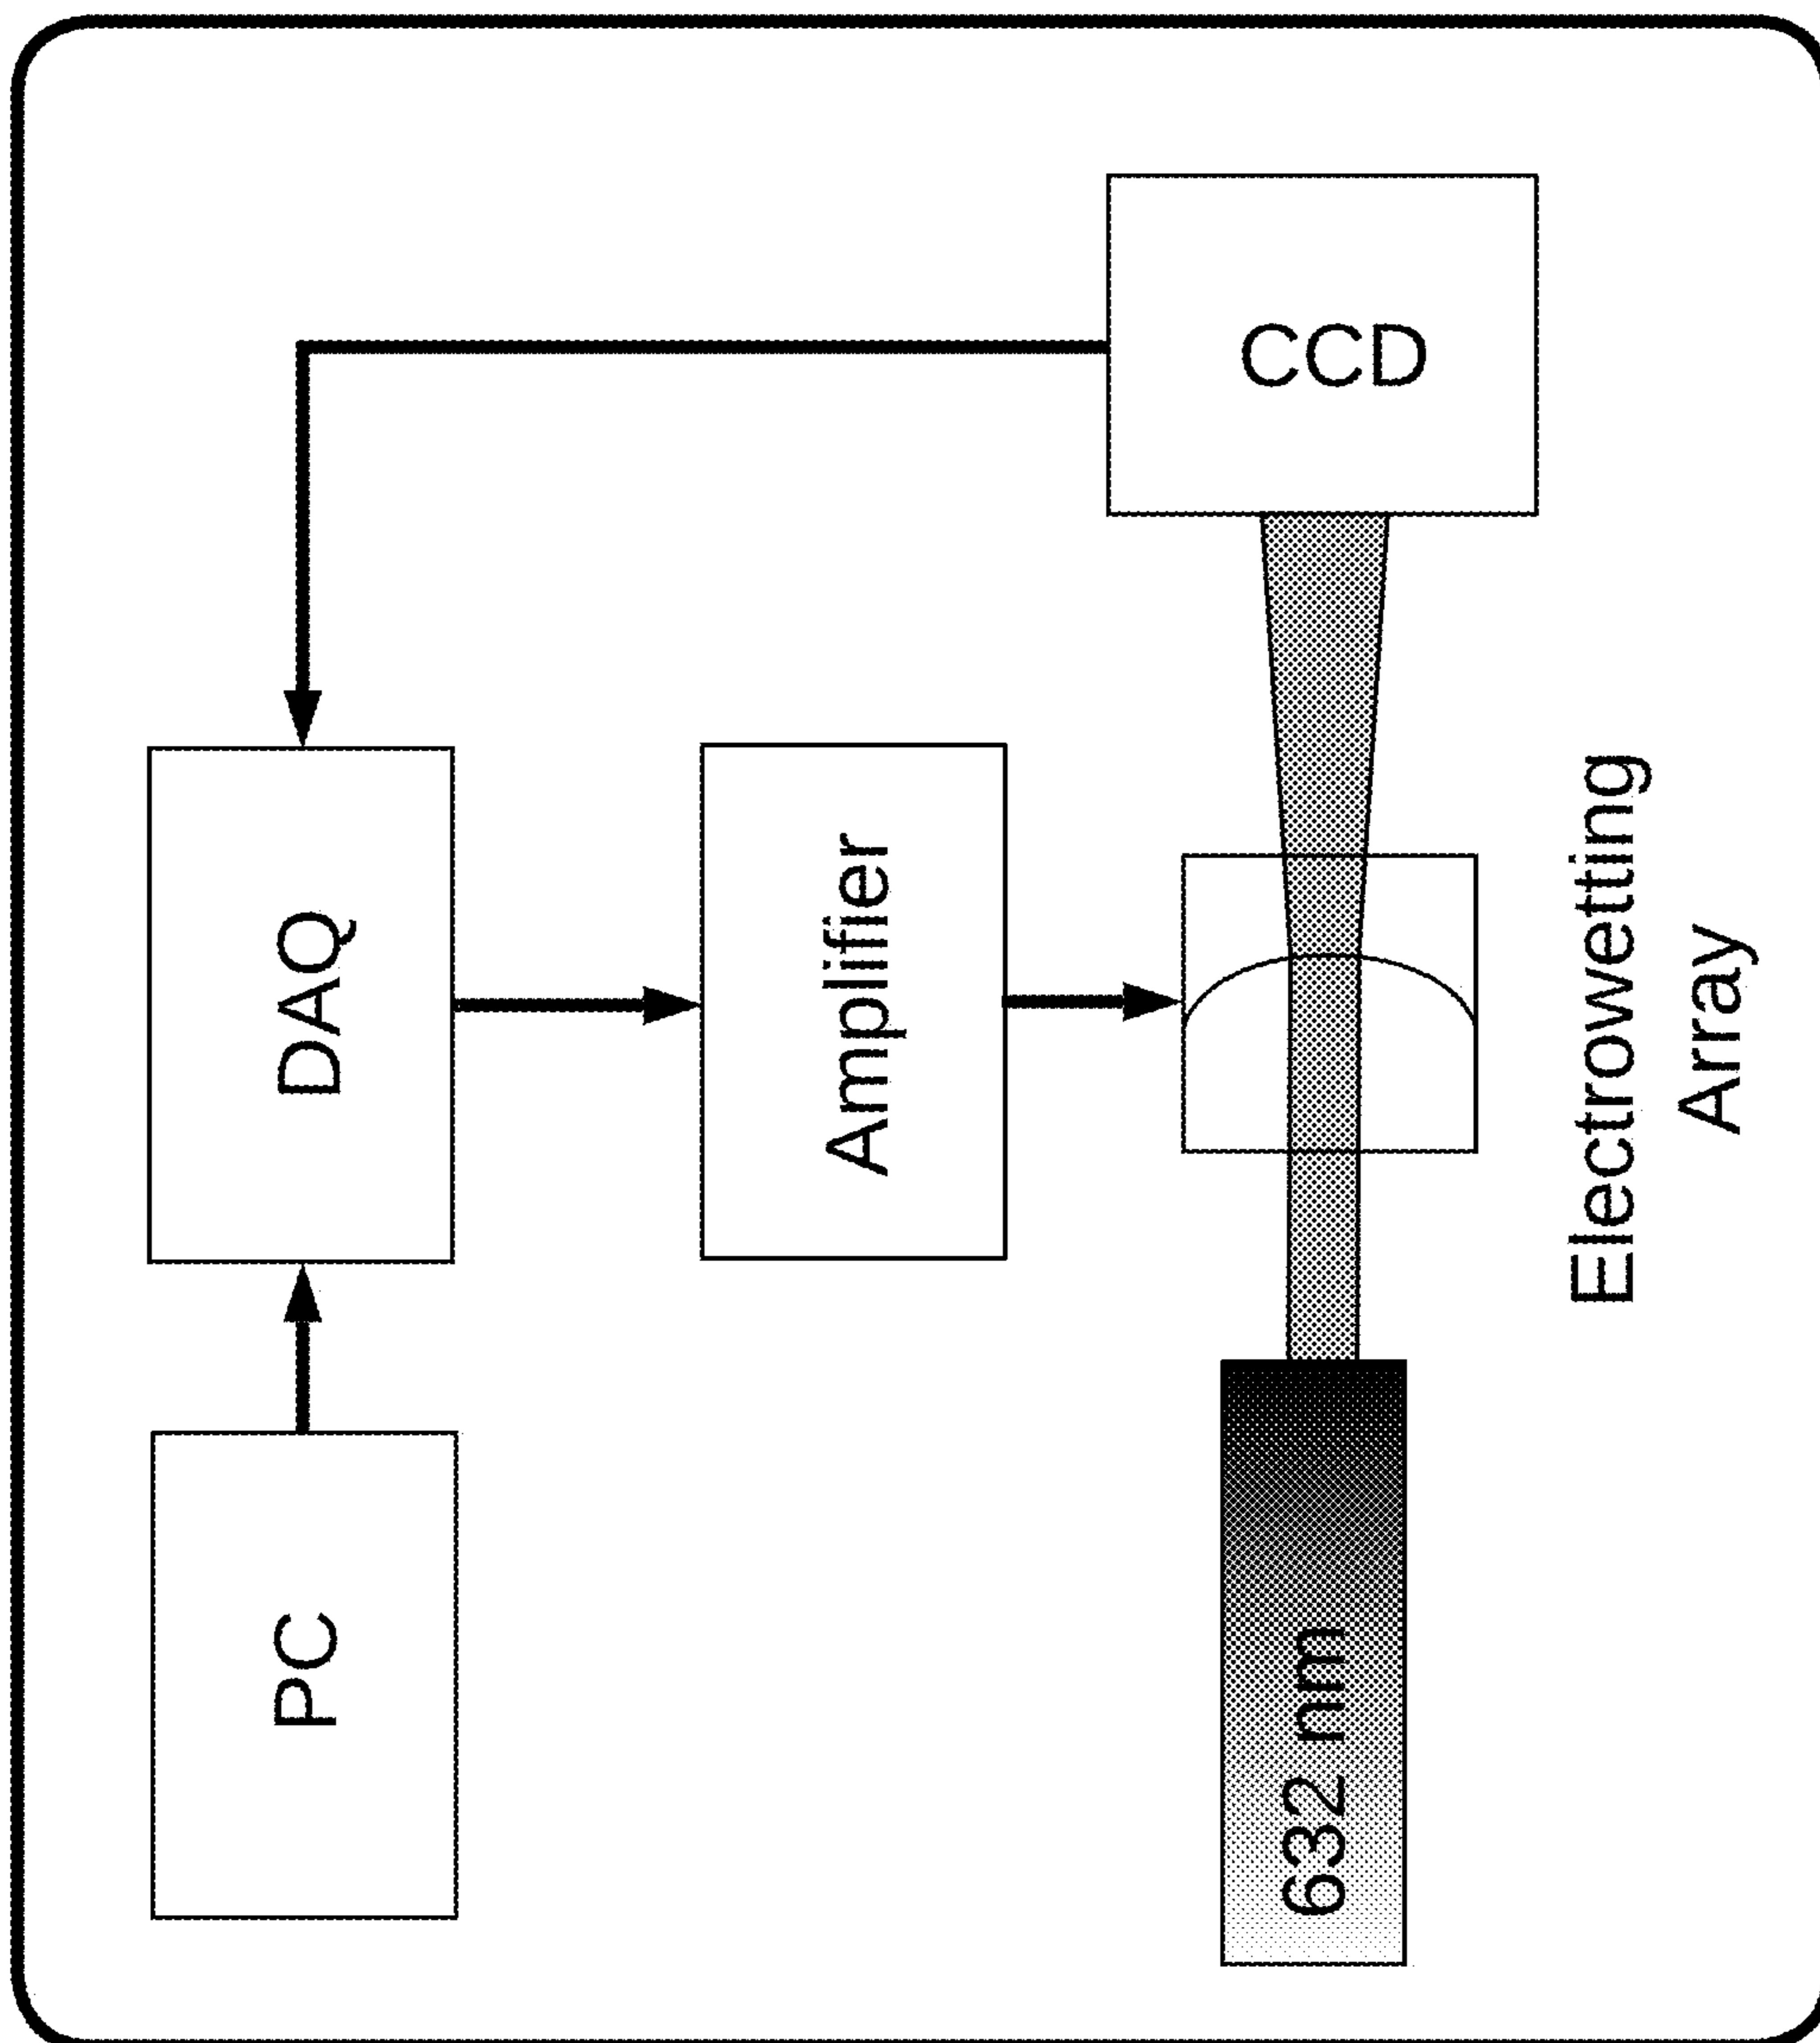 PC
DAQ
Amplifier
CCD
632 nm
Electrowetting
Array